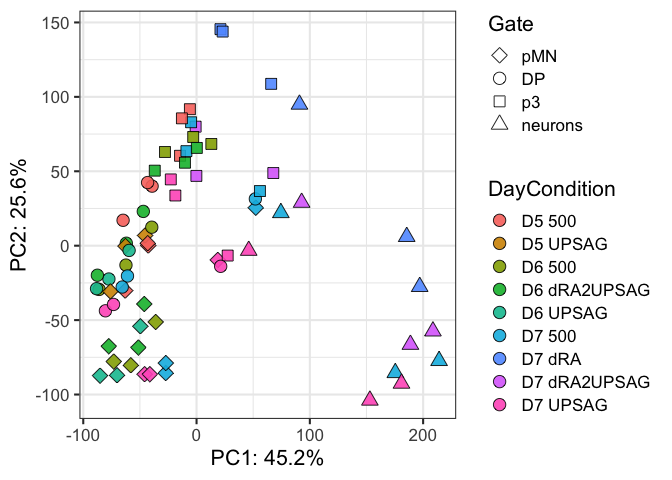 Gate
pMN
DP
p3
neurons
DayCondition
D5 500
D5 UPSAG
D6 500
D6 dRA2UPSAG
D6 UPSAG
D7 500
D7 dRA
D7 dRA2UPSAG
D7 UPSAG
PC2: 25.6%
150
100
50
0
-50
-100
-100
0
100
200
PC1: 45.2%